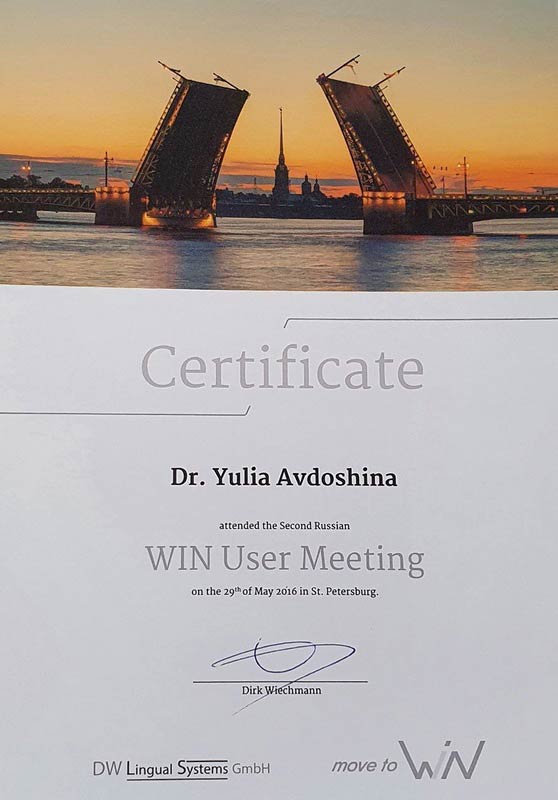 Certificate
Dr. Yulia Avdoshina
attended the Second Russian
WIN User Meeting
on the 29th of May 2016 in St. Petersburg.
Dirk Wiechmann
DW Lingual Systems GmbH
move to WiN